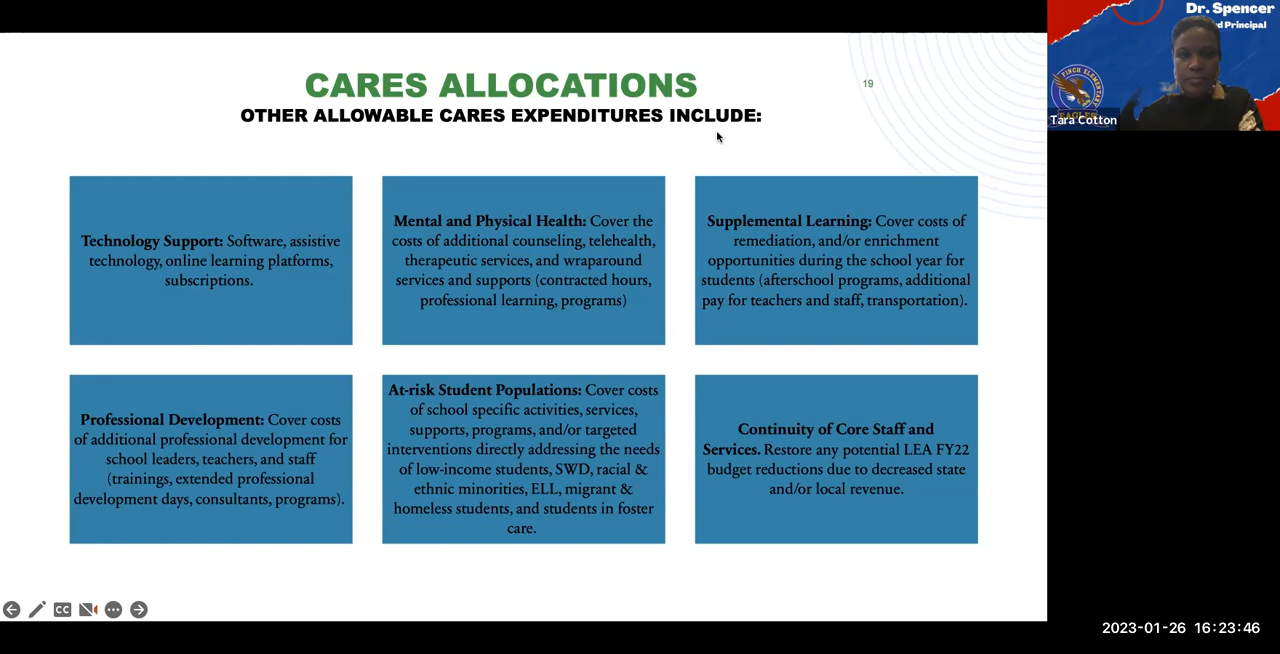 CARES ALLOCATIONS
19
OTHER ALLOWABLE CARES EXPENDITURES INCLUDE:
Technology Support: Software, assistive
technology, online learning platforms,
subscriptions.
Mental and Physical Health: Cover the
costs of additional counseling, telehealth,
therapeutic services, and wraparound
services and supports (contracted hours,
professional learning, programs)
Supplemental Learning: Cover costs of
remediation, and/or enrichment
opportunities during the school year for
students (afterschool programs, additional
pay for teachers and staff, transportation).
Professional Development: Cover costs
of additional professional development for
school leaders, teachers, and staff
(trainings, extended professional
development days, consultants, programs).
At-risk Student Populations: Cover costs
of school specific activities, services,
supports, programs, and/or targeted
interventions directly addressing the needs
of low-income students, SWD, racial &
ethnic minorities, ELL, migrant &
homeless students, and students in foster
care.
Continuity of Core Staff and
Services. Restore any potential LEA FY22
budget reductions due to decreased state
and/or local revenue.
CC
Dr. Spencer
d Principal
FINCH ELEMENTARY
EAGLES
Tara Cotton
2023-01-26 16:23:46